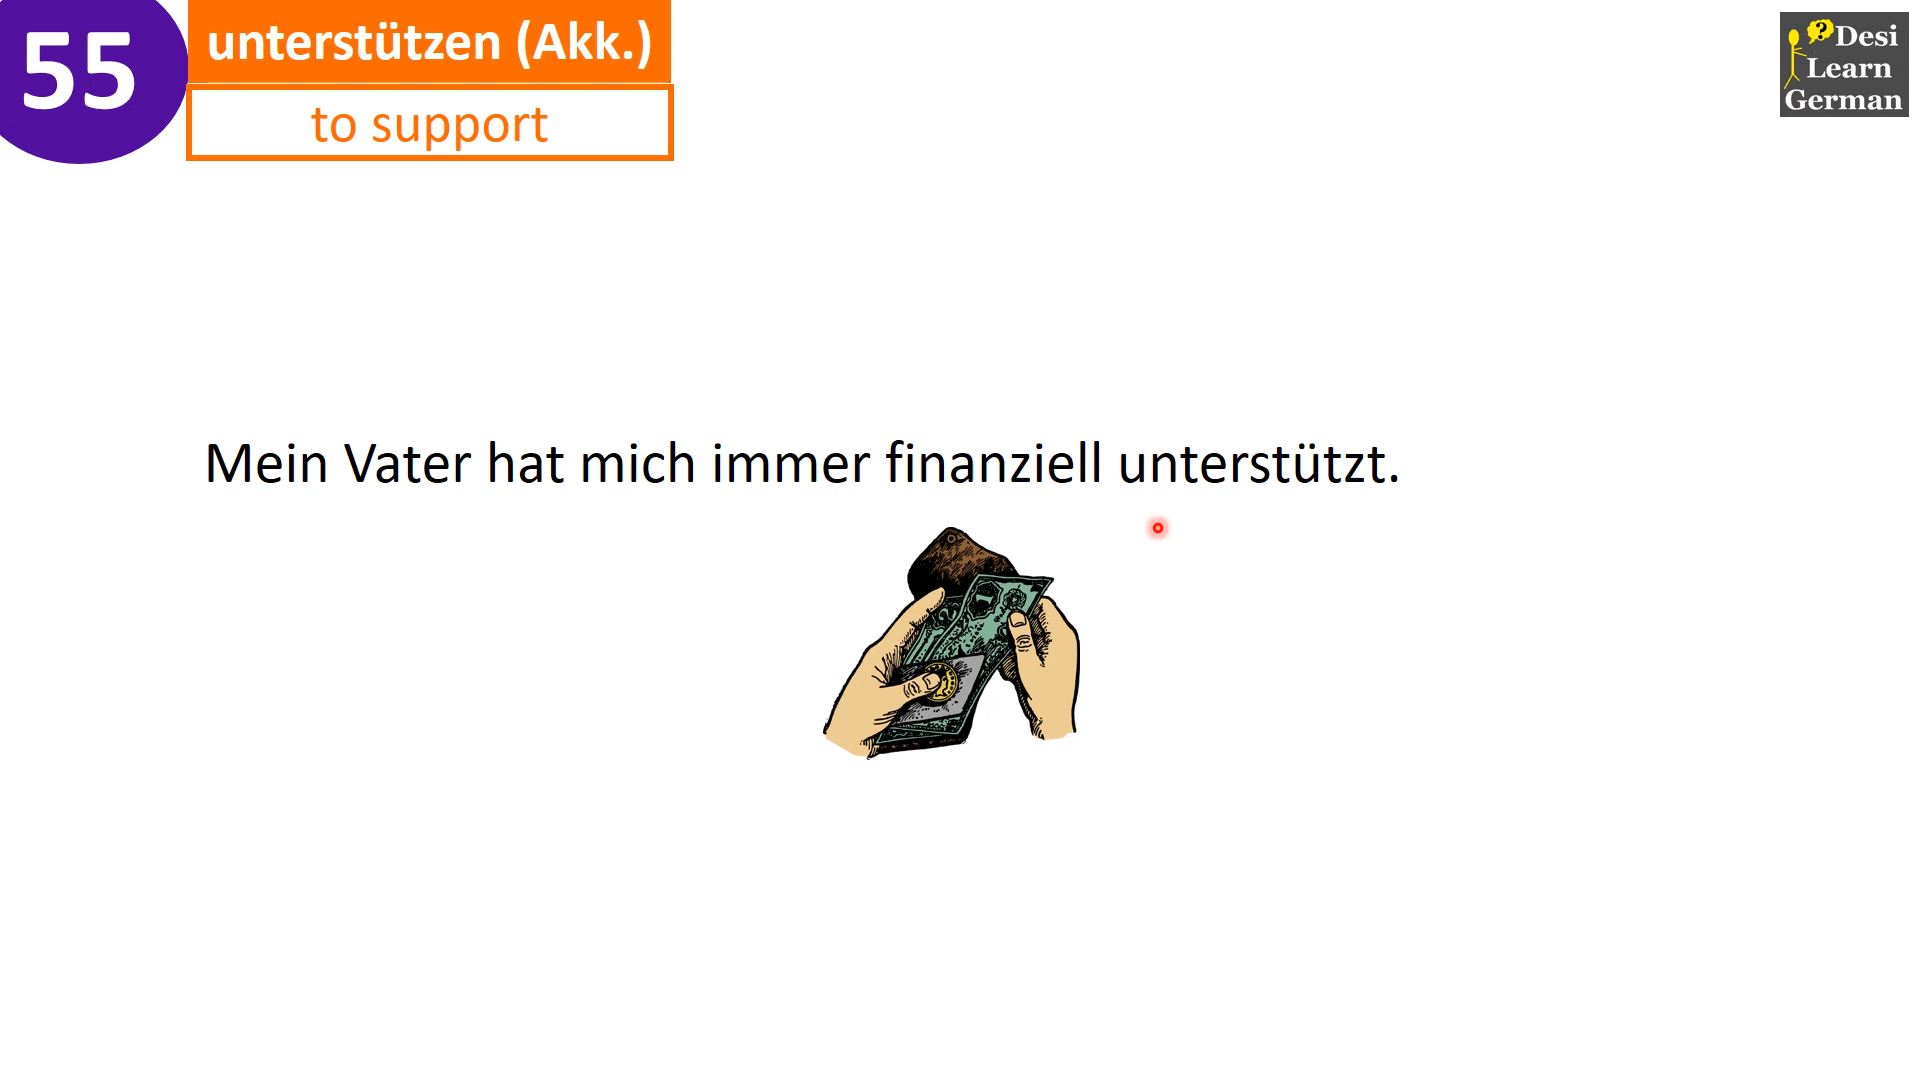 55
unterstützen (Akk.)
to support
? Desi
Learn
German
Mein Vater hat mich immer finanziell unterstützt.